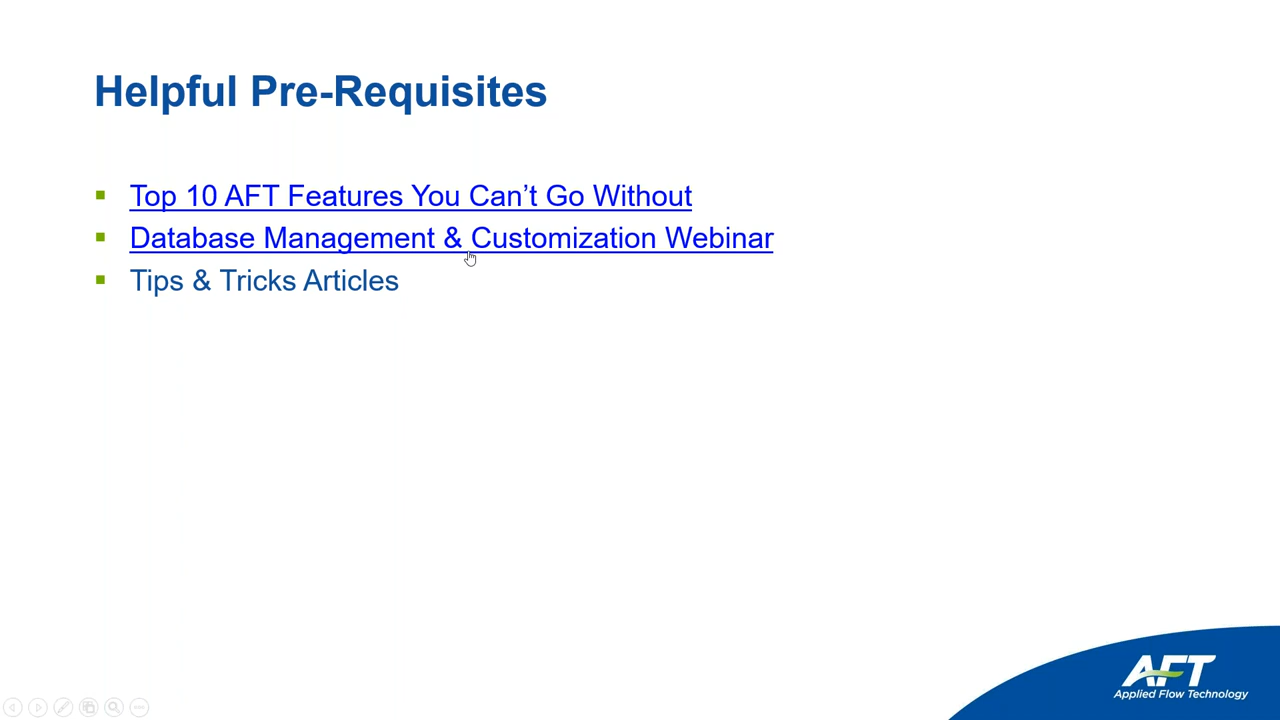 Helpful Pre-Requisites
Top 10 AFT Features You Can’t Go Without
Database Management & Customization Webinar
Tips & Tricks Articles
AFT
Applied Flow Technology